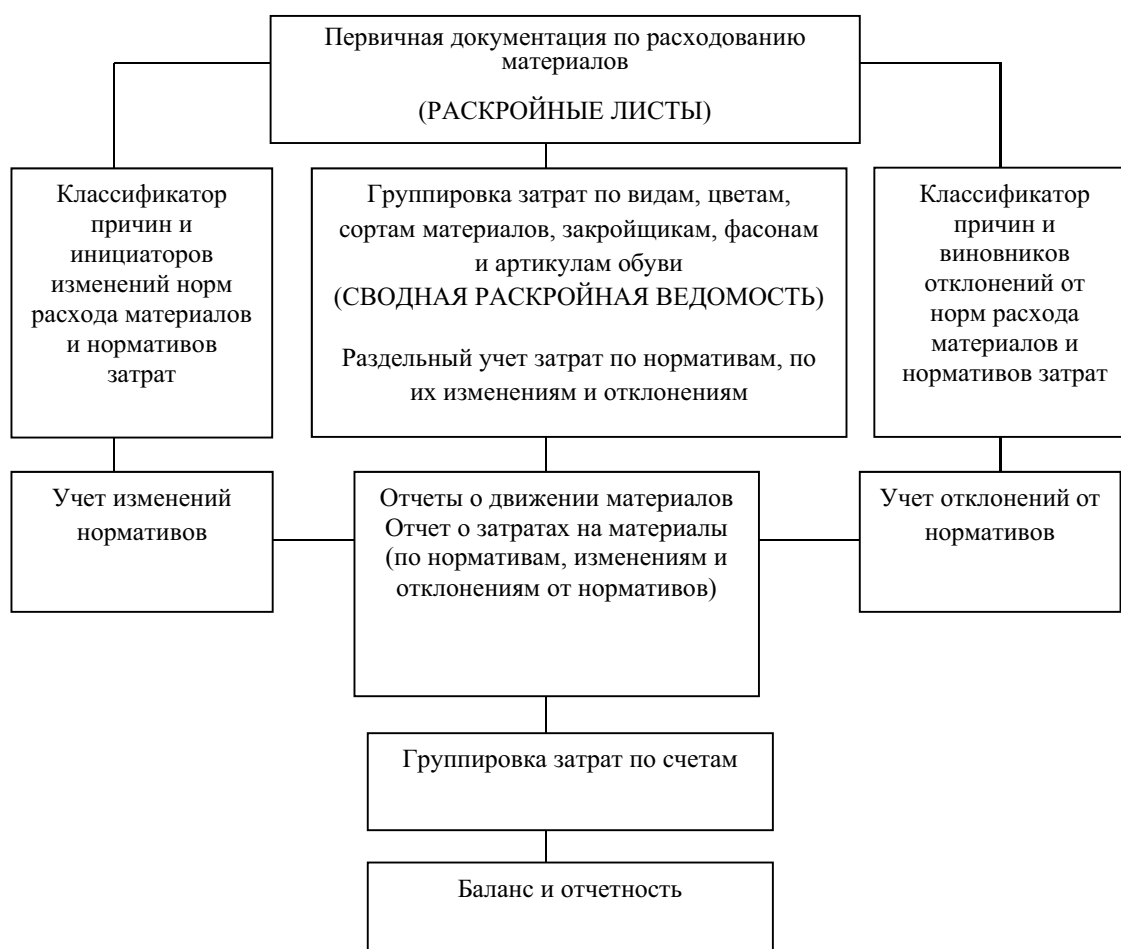 Первичная документация по расходованию
материалов
(РАСКРОЙНЫЕ ЛИСТЫ)
Классификатор
причин и
инициаторов
изменений норм
расхода материалов
и нормативов
затрат
Группировка затрат по видам, цветам,
сортам материалов, закройщикам, фасонам
и артикулам обуви
(СВОДНАЯ РАСКРОЙНАЯ ВЕДОМОСТЬ)
Раздельный учет затрат по нормативам, по
их изменениям и отклонениям
Классификатор
причин и
виновников
отклонений от
норм расхода
материалов и
нормативов затрат
Учет изменений
нормативов
Отчеты о движении материалов
Отчет о затратах на материалы
(по нормативам, изменениям и
отклонениям от нормативов)
Учет отклонений от
нормативов
Группировка затрат по счетам
Баланс и отчетность